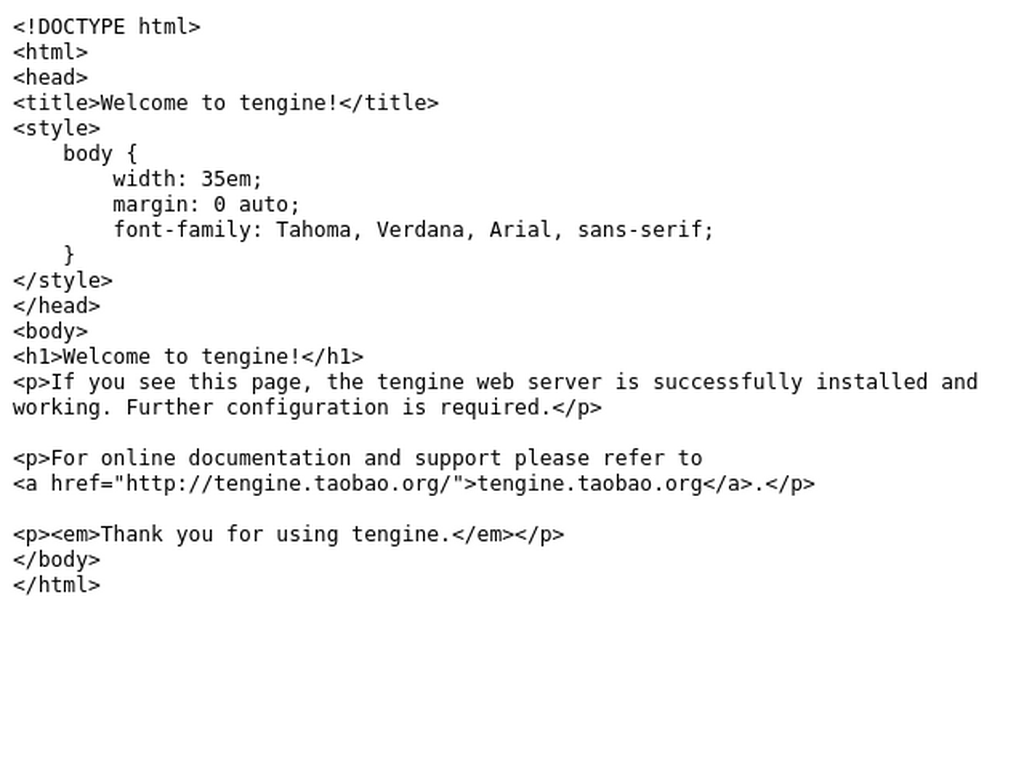 <!DOCTYPE html>
<html>
<head>
<title>Welcome to tengine!</title>
<style>
    body {
        width: 35em;
        margin: 0 auto;
        font-family: Tahoma, Verdana, Arial, sans-serif;
    }
</style>
</head>
<body>
<h1>Welcome to tengine!</h1>
<p>If you see this page, the tengine web server is successfully installed and
working. Further configuration is required.</p>

<p>For online documentation and support please refer to
<a href="http://tengine.taobao.org/">tengine.taobao.org</a>.</p>

<p><em>Thank you for using tengine.</em></p>
</body>
</html>